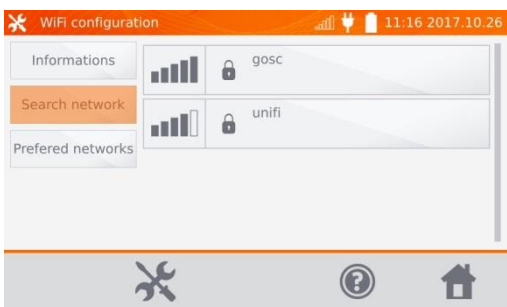 WiFi configuration 11:16 2017.10.26
Informations
Search network
Prefered networks
gosc
unifi